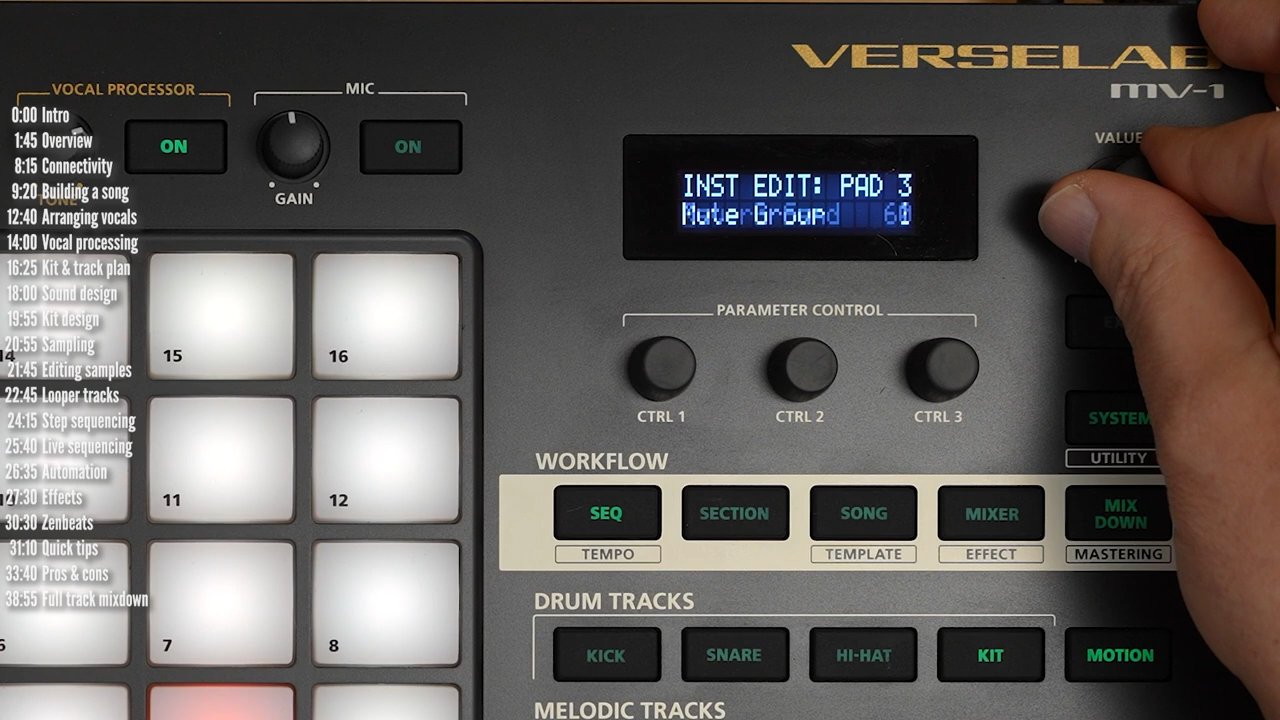 VERSELAB
mv-1
VOCAL PROCESSOR
MIC
VALUE
ON
ON
GAIN
0:00 Intro
1:45 Overview
8:15 Connectivity
9:20 Building a song
12:40 Arranging vocals
14:00 Vocal processing
16:25 Kit & track plan
18:00 Sound design
19:55 Kit design
20:55 Sampling
21:45 Editing samples
22:45 Looper tracks
24:15 Step sequencing
25:40 Live sequencing
26:35 Automation
27:30 Effects
30:30 Zenbeats
31:10 Quick tips
33:40 Pros & cons
38:55 Full track mixdown
INST EDIT: PAD 3
60
PARAMETER CONTROL
CTRL 1
CTRL 2
CTRL 3
14
15
16
11
12
6
7
8
SYSTEM
UTILITY
WORKFLOW
SEQ
SECTION
SONG
MIXER
MIX
DOWN
TEMPO
TEMPLATE
EFFECT
MASTERING
DRUM TRACKS
KICK
SNARE
HI-HAT
KIT
MOTION
MELODIC TRACKS